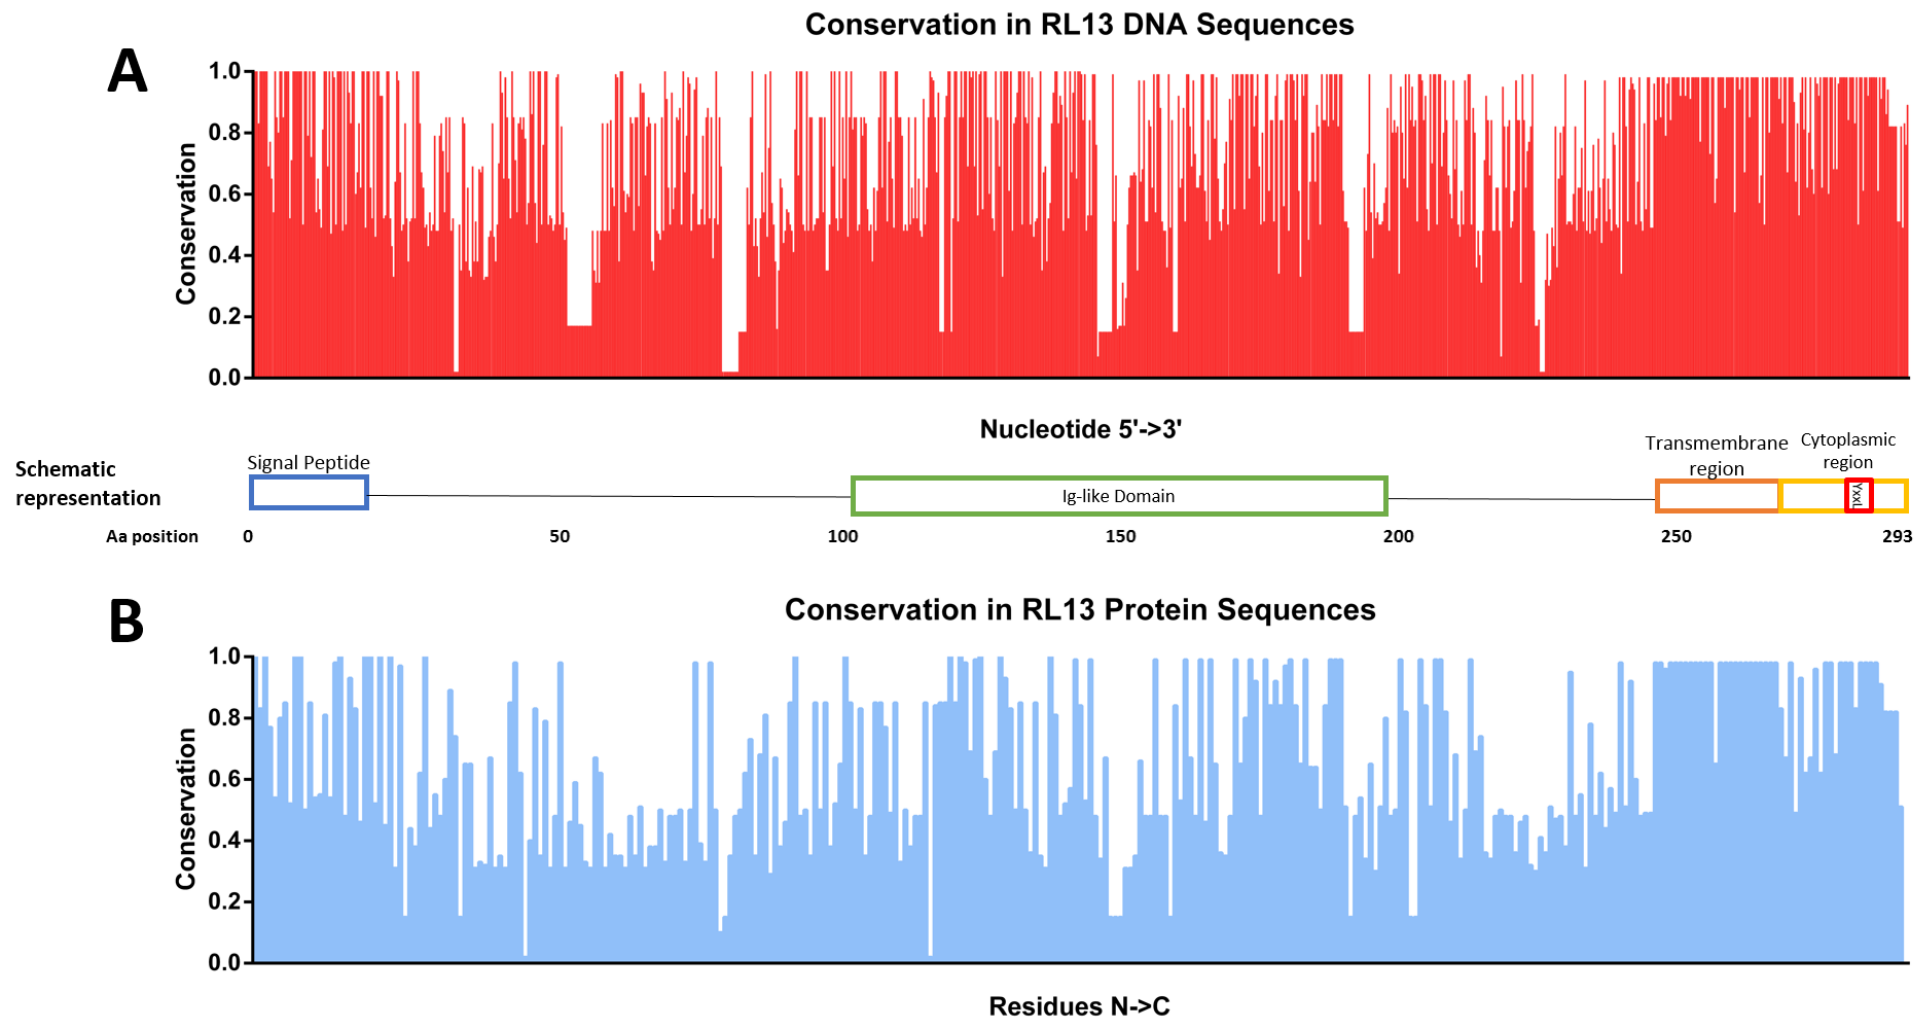 Conservation in RL13 DNA Sequences
A
1.0
0.8
0.6
0.4
0.2
0.0
Conservation
Nucleotide 5'->3'
Schematic
representation
Signal Peptide
Ig-like Domain
Transmembrane
region
Cytoplasmic
region
YxxL
Aa position
0 50 100 150 200 250 293
B
Conservation in RL13 Protein Sequences
1.0
0.8
0.6
0.4
0.2
0.0
Conservation
Residues N->C